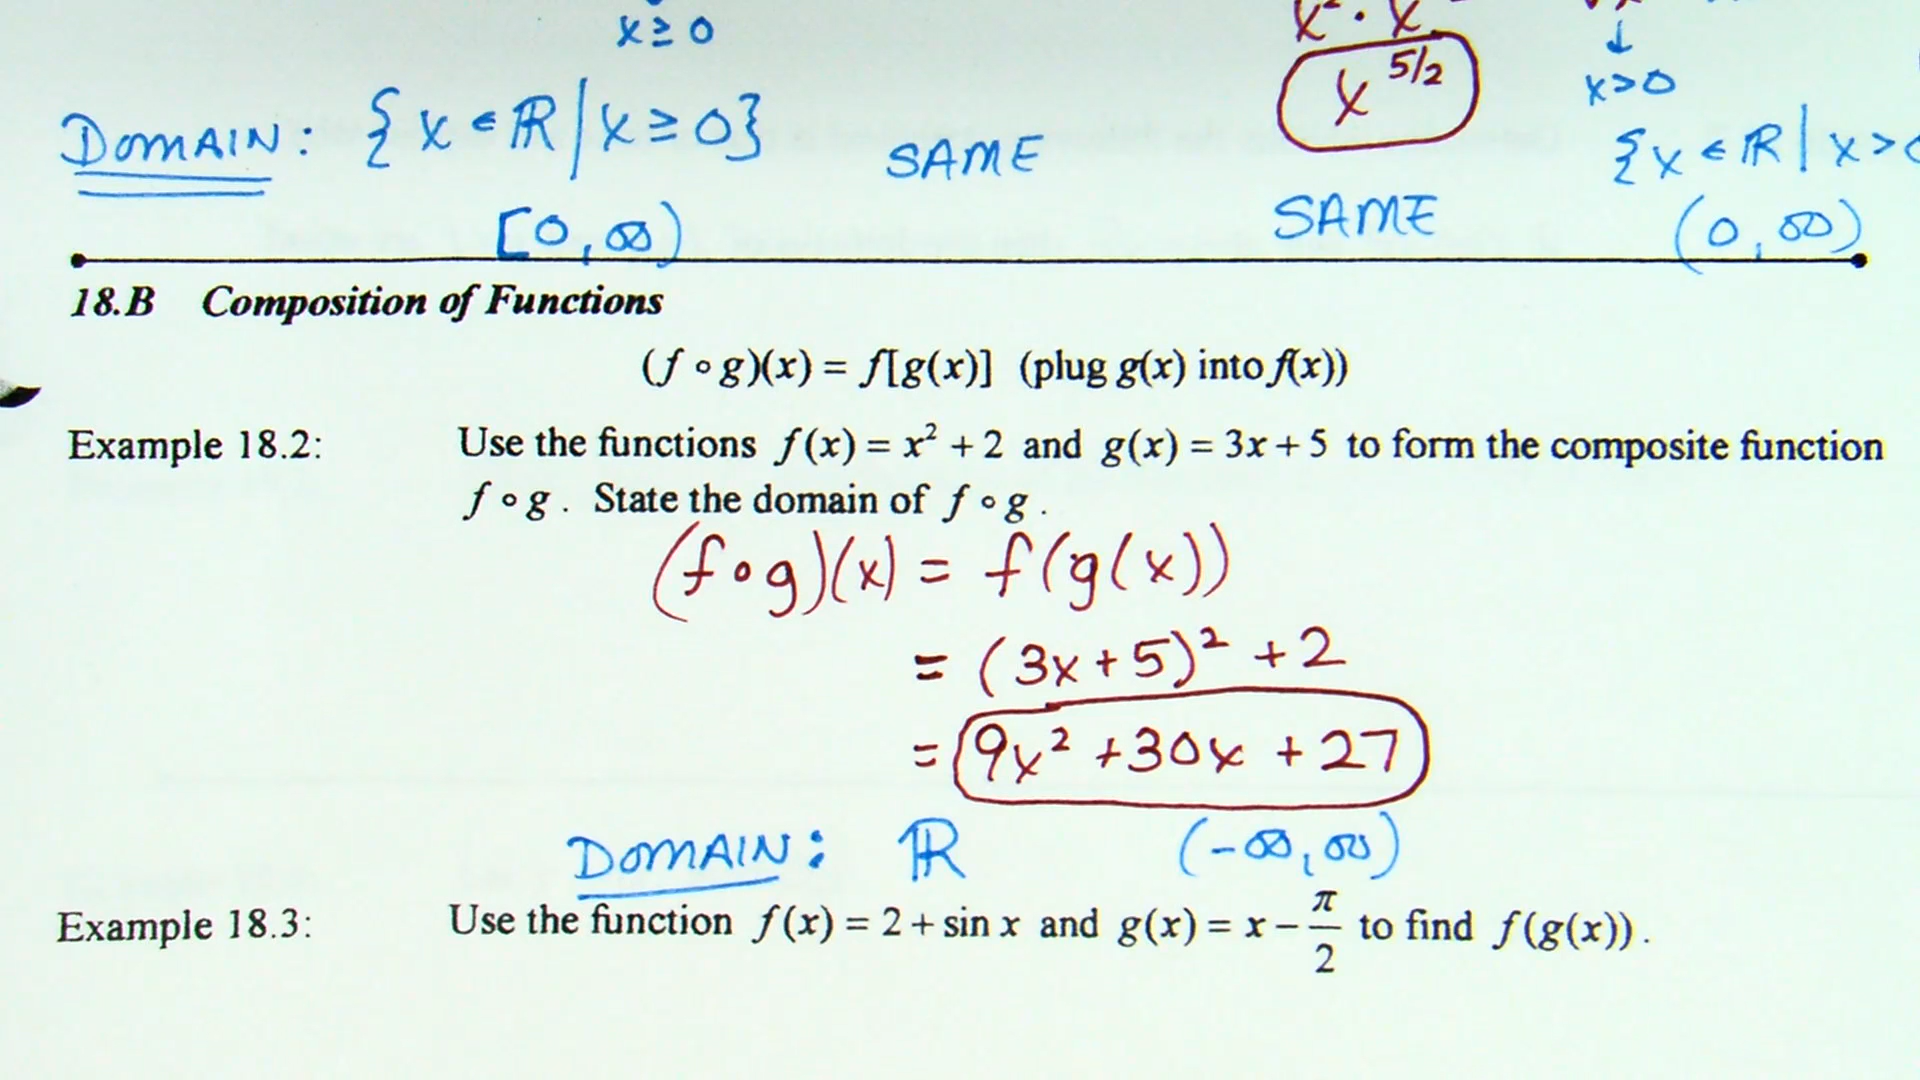 x ≥ 0
x² · x
x^5/2
↓
x>0
DOMAIN: {x ∈ ℝ | x ≥ 0}
SAME
{x ∈ ℝ | x >
[0, ∞)
SAME
(0, ∞)
18.B Composition of Functions
(f ∘ g)(x) = f[g(x)] (plug g(x) into f(x))
Example 18.2: Use the functions f(x) = x² + 2 and g(x) = 3x + 5 to form the composite function
f ∘ g. State the domain of f ∘ g.
(f∘g)(x) = f(g(x))
= (3x+5)² + 2
= 9x² + 30x + 27
DOMAIN: ℝ (-∞, ∞)
Example 18.3: Use the function f(x) = 2 + sin x and g(x) = x − π/2 to find f(g(x)).